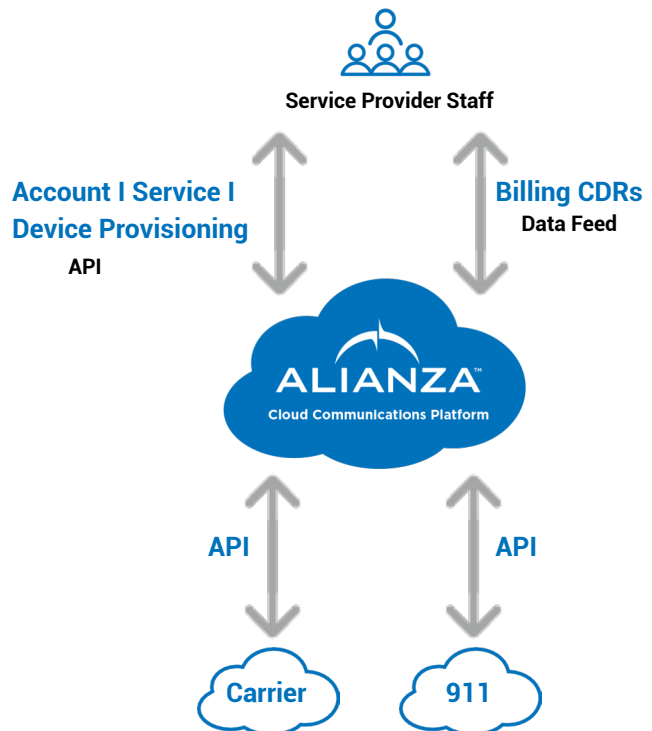 Service Provider Staff
Account I Service I
Device Provisioning
API
Billing CDRs
Data Feed
ALIANZA™
Cloud Communications Platform
API
API
Carrier
911